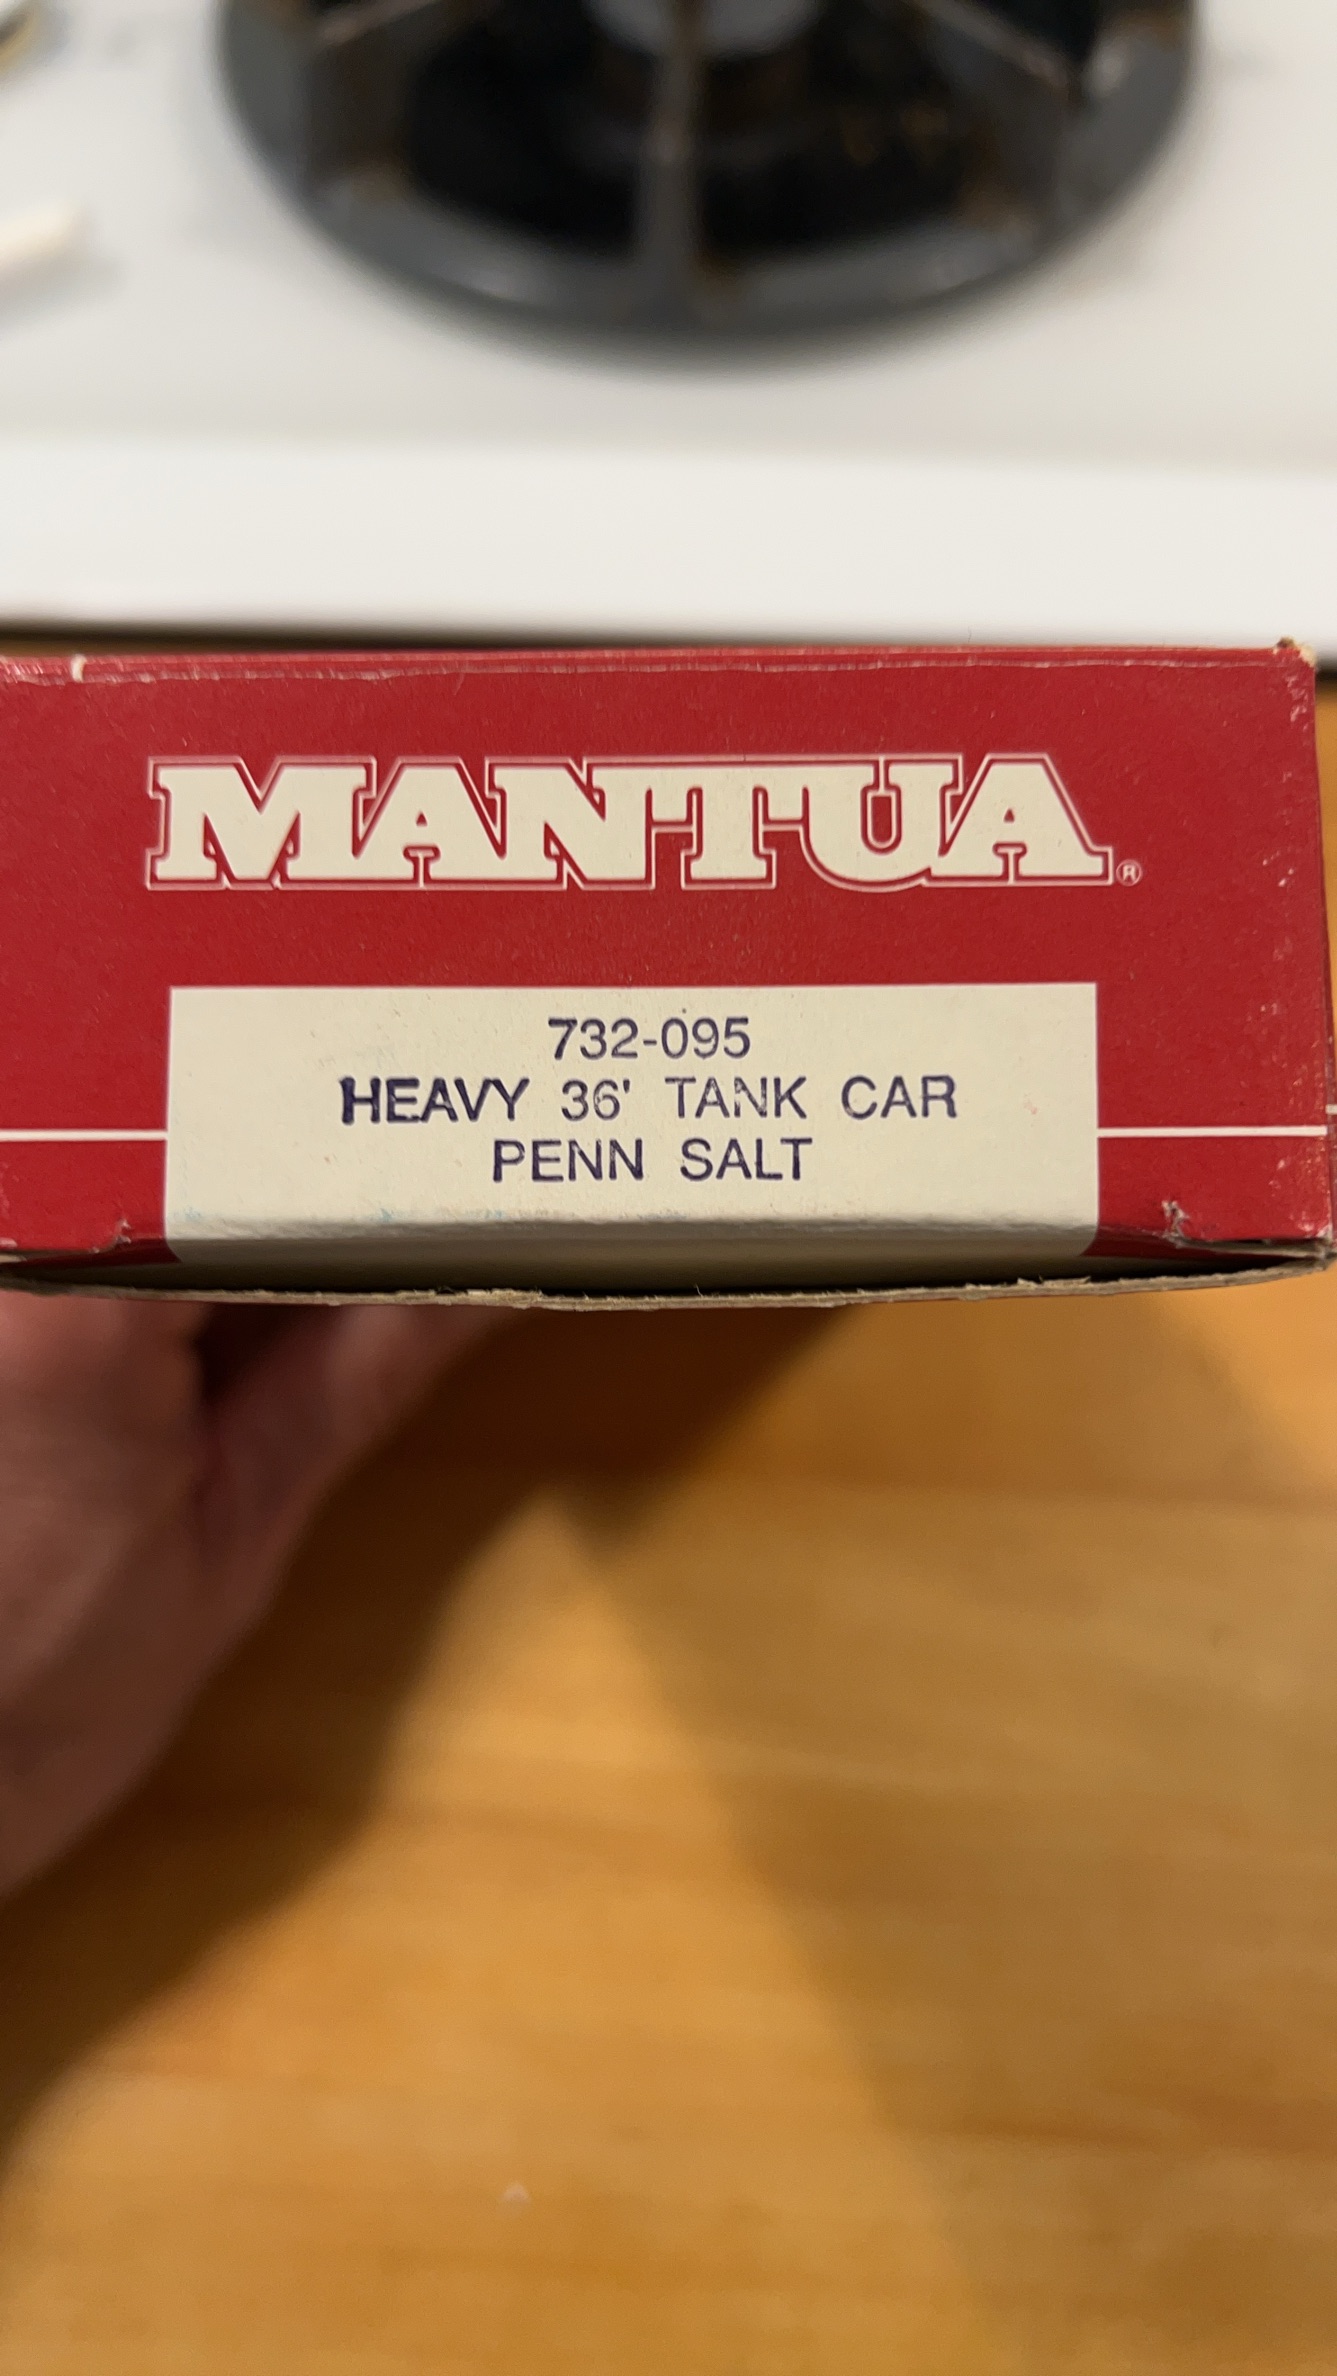 MANTUA®
732-095
HEAVY 36' TANK CAR
PENN SALT